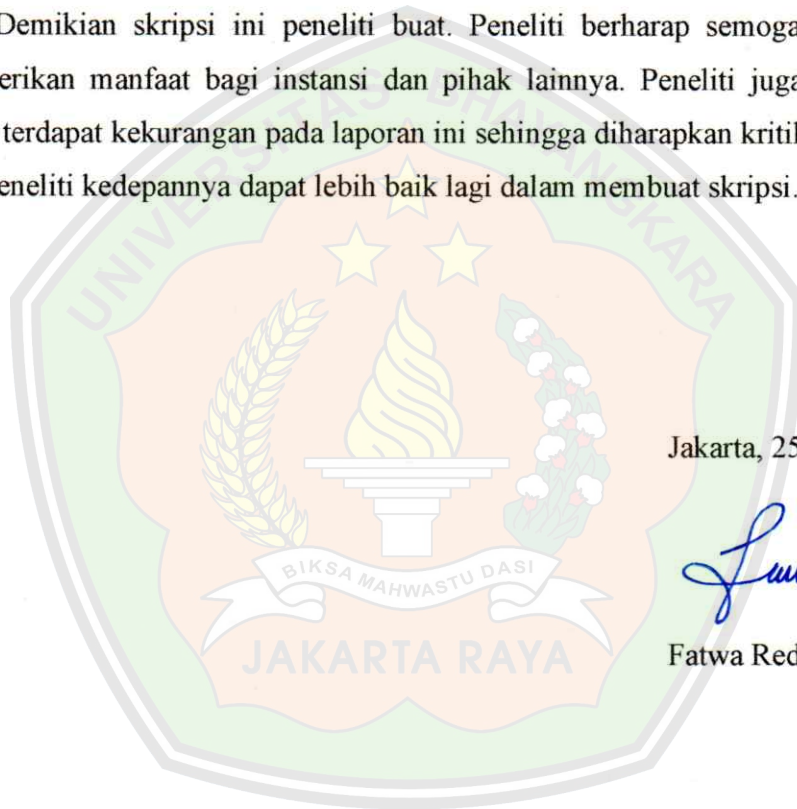 Demikian skripsi ini peneliti buat. Peneliti berharap semoga
erikan manfaat bagi instansi dan pihak lainnya. Peneliti juga
terdapat kekurangan pada laporan ini sehingga diharapkan kritik
eneliti kedepannya dapat lebih baik lagi dalam membuat skripsi.
UNIVERSITAS BHAYANGKARA
Jakarta, 25
BIKSA MAHWASTU DASI
JAKARTA RAYA
Fatwa Red